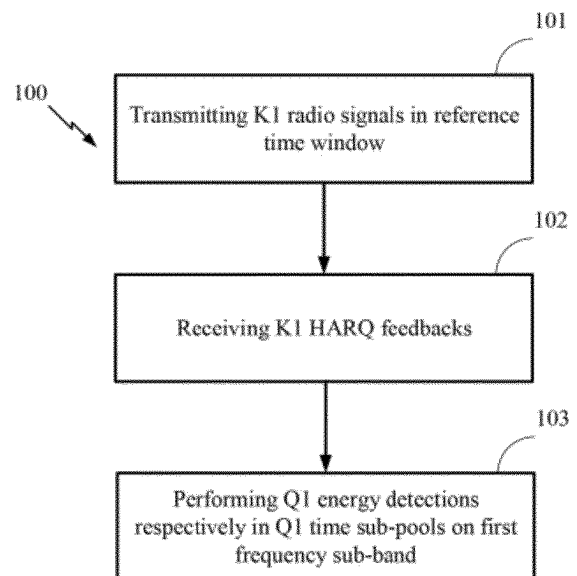 101
100
Transmitting K1 radio signals in reference
time window
102
Receiving K1 HARQ feedbacks
103
Performing Q1 energy detections
respectively in Q1 time sub-pools on first
frequency sub-band